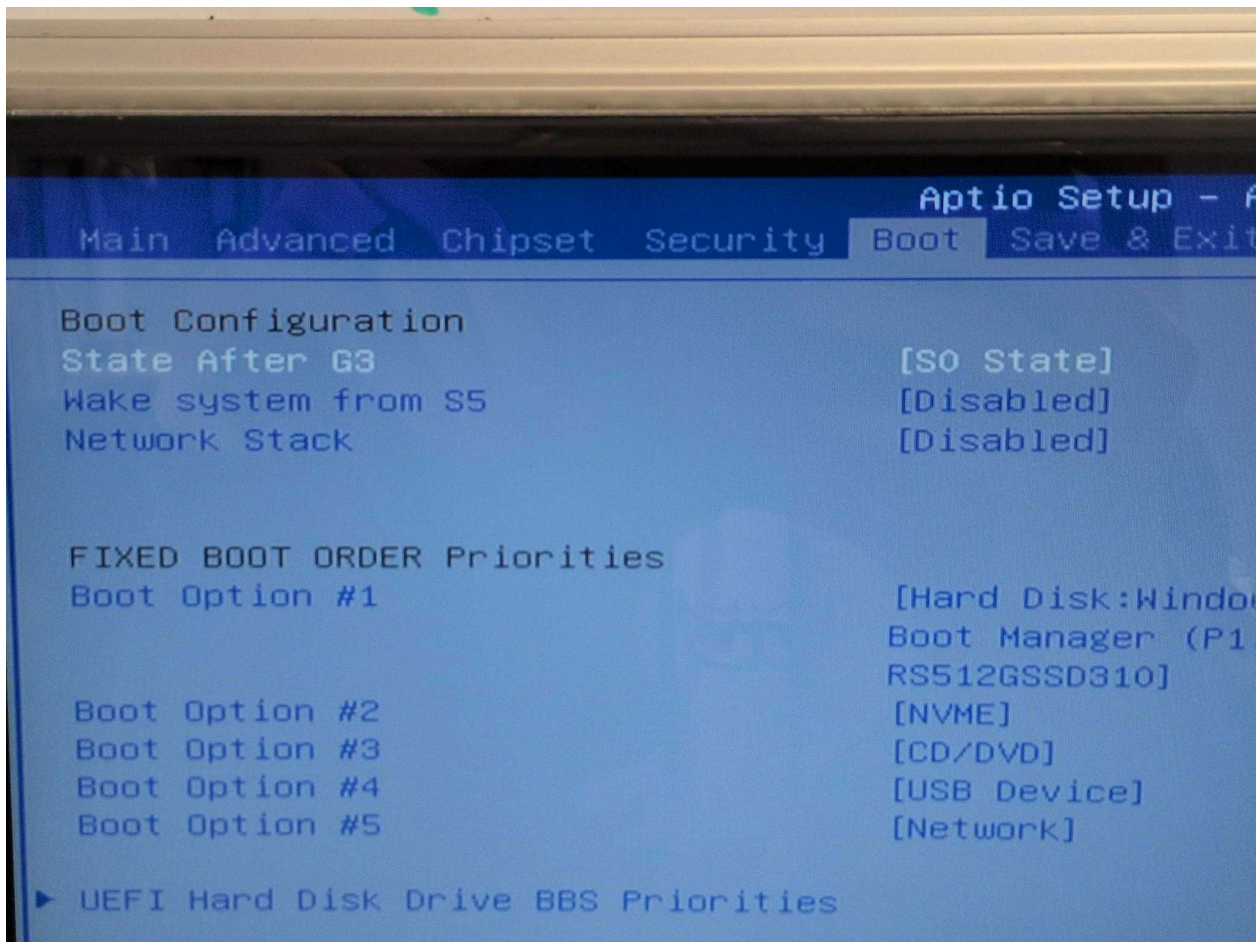 Aptio Setup -
Main Advanced Chipset Security Boot Save & Exit
Boot Configuration
State After G3 [S0 State]
Wake system from S5 [Disabled]
Network Stack [Disabled]
FIXED BOOT ORDER Priorities
Boot Option #1 [Hard Disk:Windo
Boot Manager (P1
RS512GSSD310]
Boot Option #2 [NVME]
Boot Option #3 [CD/DVD]
Boot Option #4 [USB Device]
Boot Option #5 [Network]
► UEFI Hard Disk Drive BBS Priorities